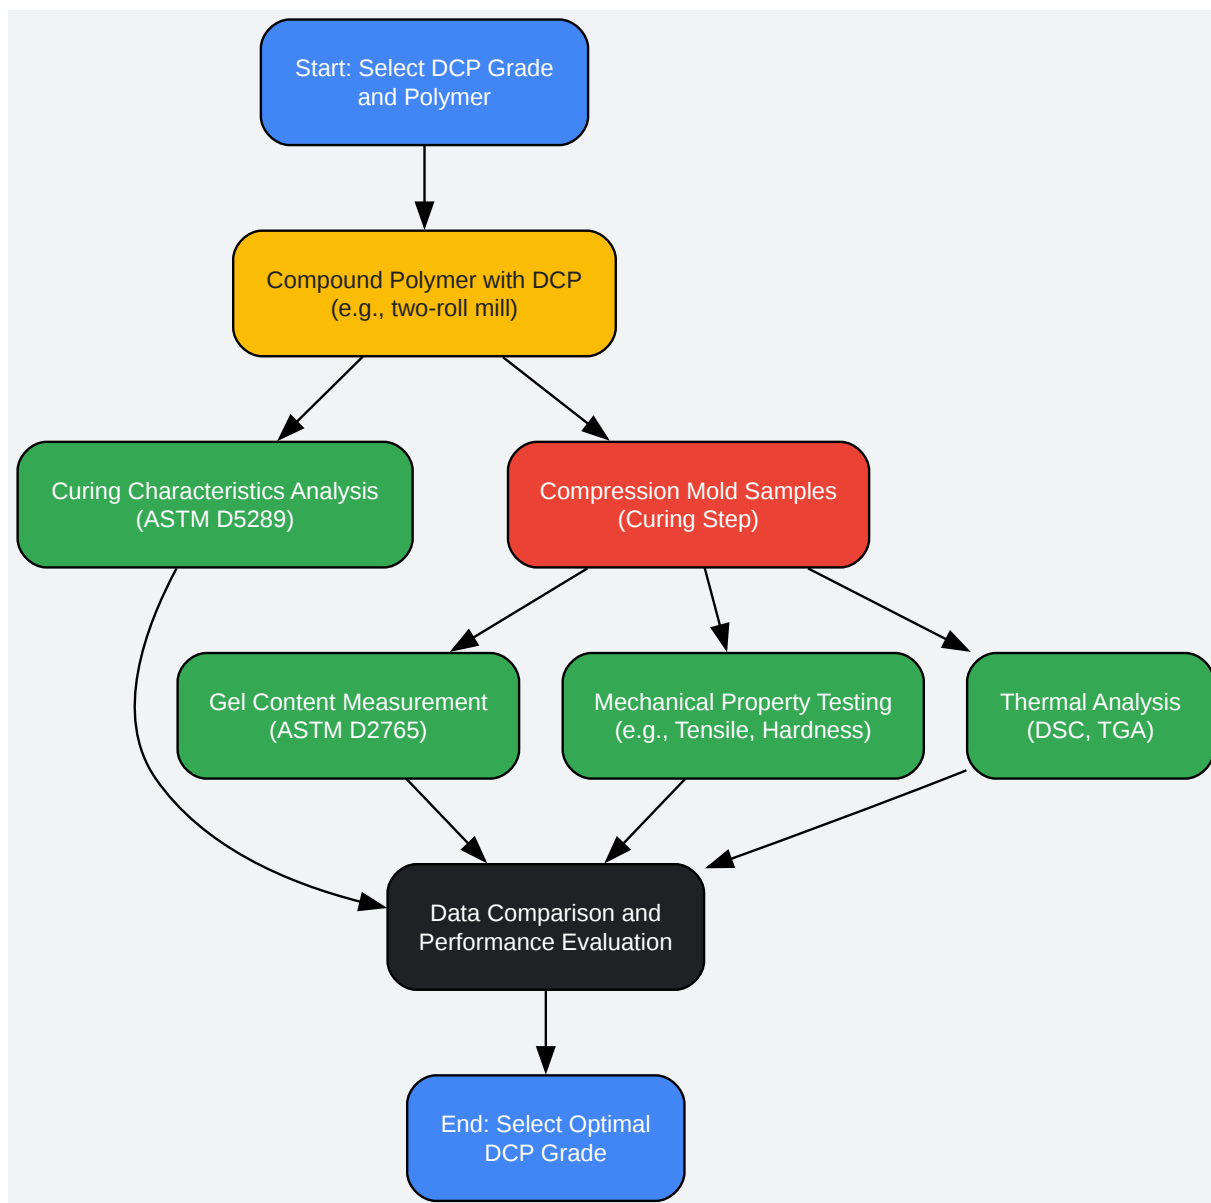 Start: Select DCP Grade
and Polymer
Compound Polymer with DCP
(e.g., two-roll mill)
Curing Characteristics Analysis
(ASTM D5289)
Compression Mold Samples
(Curing Step)
Gel Content Measurement
(ASTM D2765)
Mechanical Property Testing
(e.g., Tensile, Hardness)
Thermal Analysis
(DSC, TGA)
Data Comparison and
Performance Evaluation
End: Select Optimal
DCP Grade